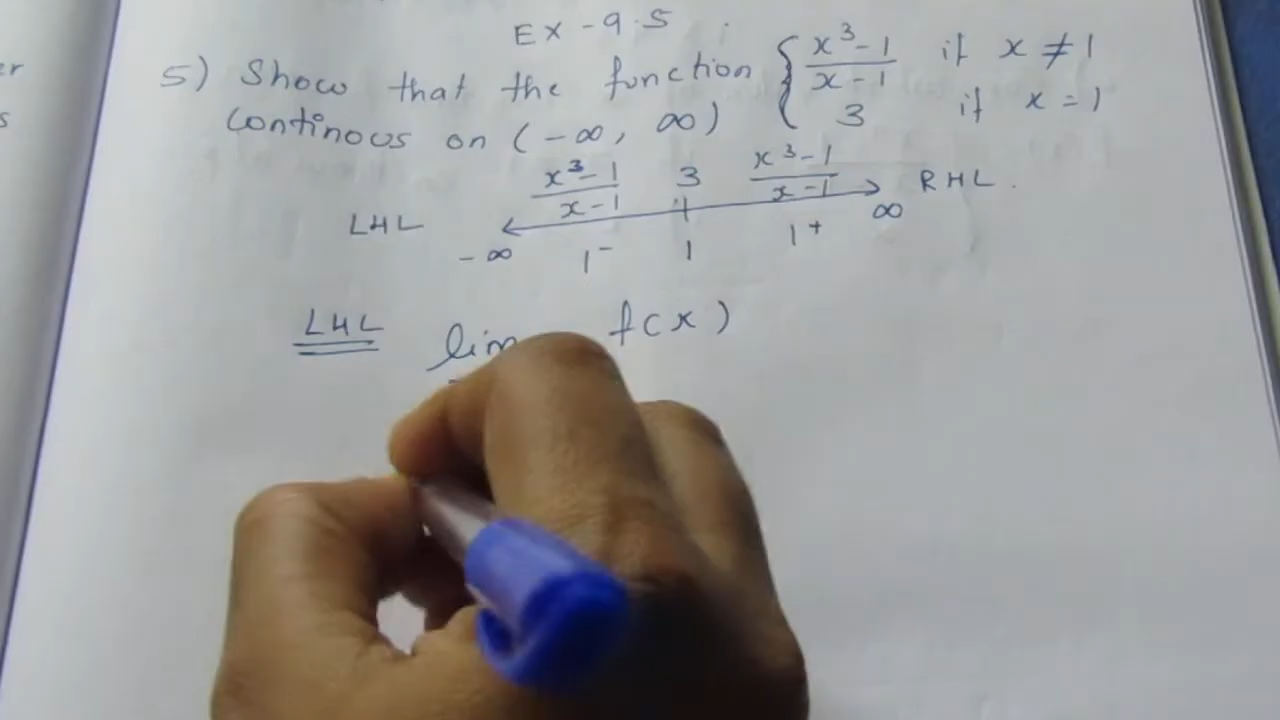 EX - 9.5
5) Show that the function { x³-1 / x-1 if x ≠ 1
continous on (-∞, ∞) { 3 if x = 1
x³-1 / x-1 3 x³-1 / x-1 RHL.
LHL
-∞ 1⁻ 1 1⁺ ∞
LHL lim f(x)